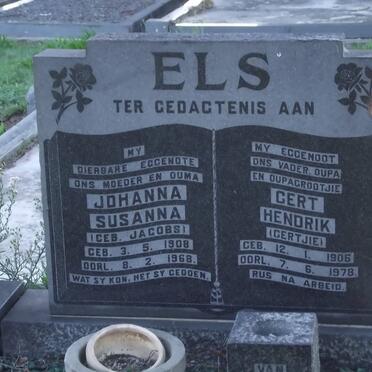 ELS
TER GEDAGTENIS AAN
MY
DIERBARE EGGENOTE
ONS MOEDER EN OUMA
JOHANNA
SUSANNA
(GEB. JACOBS)
GEB. 3. 5. 1908
OORL. 8. 2. 1968.
WAT SY KON, HET SY GEDOEN.
MY EGGENOOT
ONS VADER, OUPA
EN OUPAGROOTJIE
GERT
HENDRIK
(GERTJIE)
GEB. 12. 1. 1906
OORL. 7. 6. 1978.
RUS NA ARBEID.
VAN